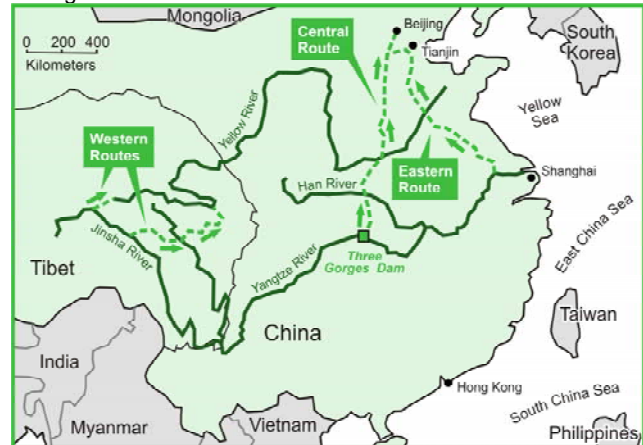 Mongolia
0 200 400
Kilometers
Central
Route
Beijing
Tianjin
South
Korea
Yellow
Sea
Western
Routes
Yellow River
Han River
Eastern
Route
Shanghai
Jinsha River
Yangtze River
Three
Gorges Dam
East China Sea
Tibet
China
Taiwan
India
Hong Kong
South China Sea
Myanmar
Vietnam
Philippines